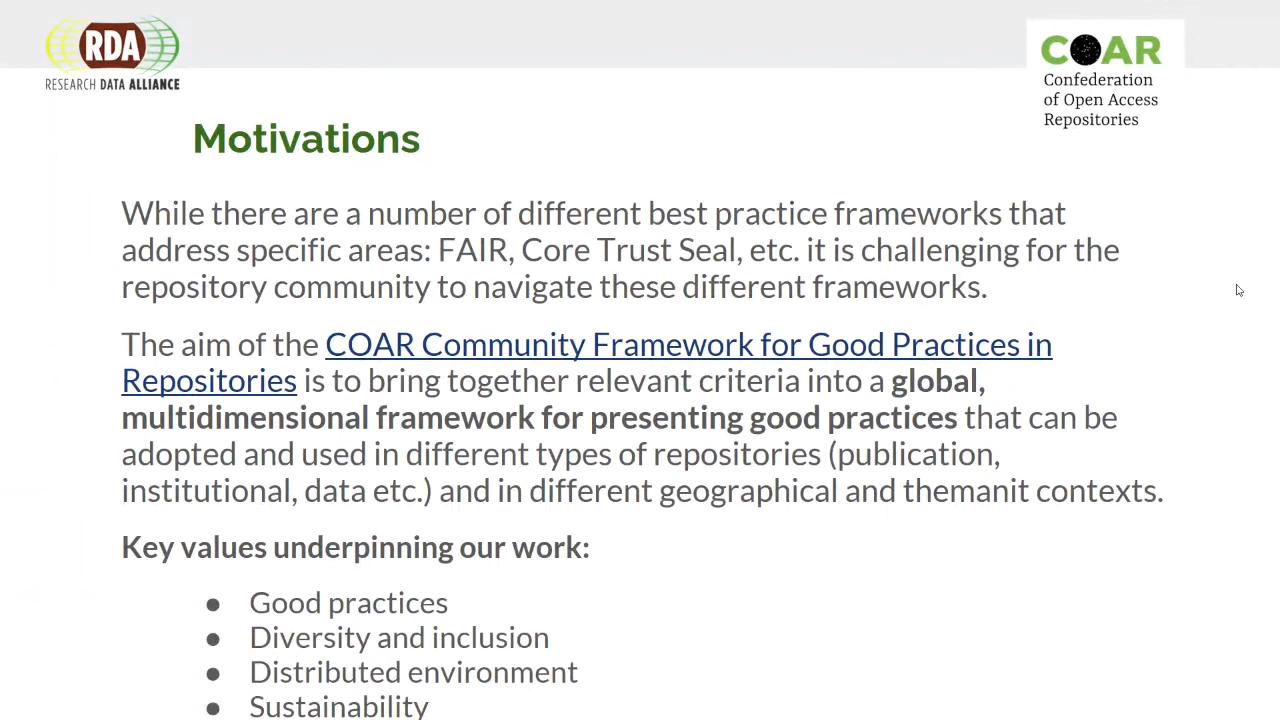 RDA
RESEARCH DATA ALLIANCE
COAR
Confederation
of Open Access
Repositories
Motivations
While there are a number of different best practice frameworks that
address specific areas: FAIR, Core Trust Seal, etc. it is challenging for the
repository community to navigate these different frameworks.
The aim of the COAR Community Framework for Good Practices in
Repositories is to bring together relevant criteria into a global,
multidimensional framework for presenting good practices that can be
adopted and used in different types of repositories (publication,
institutional, data etc.) and in different geographical and themanit contexts.
Key values underpinning our work:
● Good practices
● Diversity and inclusion
● Distributed environment
● Sustainability